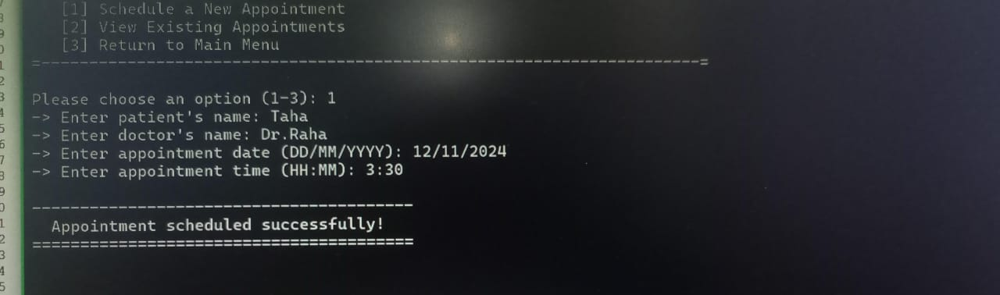 [1] Schedule a New Appointment
[2] View Existing Appointments
[3] Return to Main Menu
=----------------------------------------------------------------------=
Please choose an option (1-3): 1
-> Enter patient's name: Taha
-> Enter doctor's name: Dr.Raha
-> Enter appointment date (DD/MM/YYYY): 12/11/2024
-> Enter appointment time (HH:MM): 3:30
----------------------------------------
Appointment scheduled successfully!
========================================